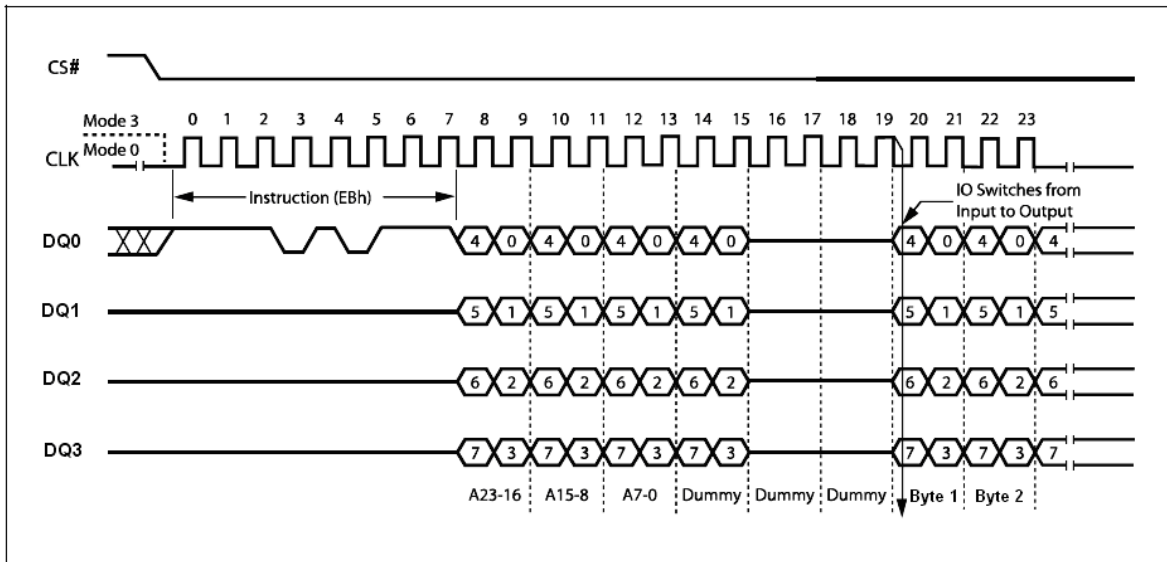 CS#
Mode 3
0 1 2 3 4 5 6 7 8 9 10 11 12 13 14 15 16 17 18 19 20 21 22 23
Mode 0
CLK
Instruction (EBh)
IO Switches from
Input to Output
DQ0 4 0 4 0 4 0 4 0 4 0 4 0 4
DQ1 5 1 5 1 5 1 5 1 5 1 5 1 5
DQ2 6 2 6 2 6 2 6 2 6 2 6 2 6
DQ3 7 3 7 3 7 3 7 3 7 3 7 3 7
A23-16 A15-8 A7-0 Dummy Dummy Dummy Byte 1 Byte 2